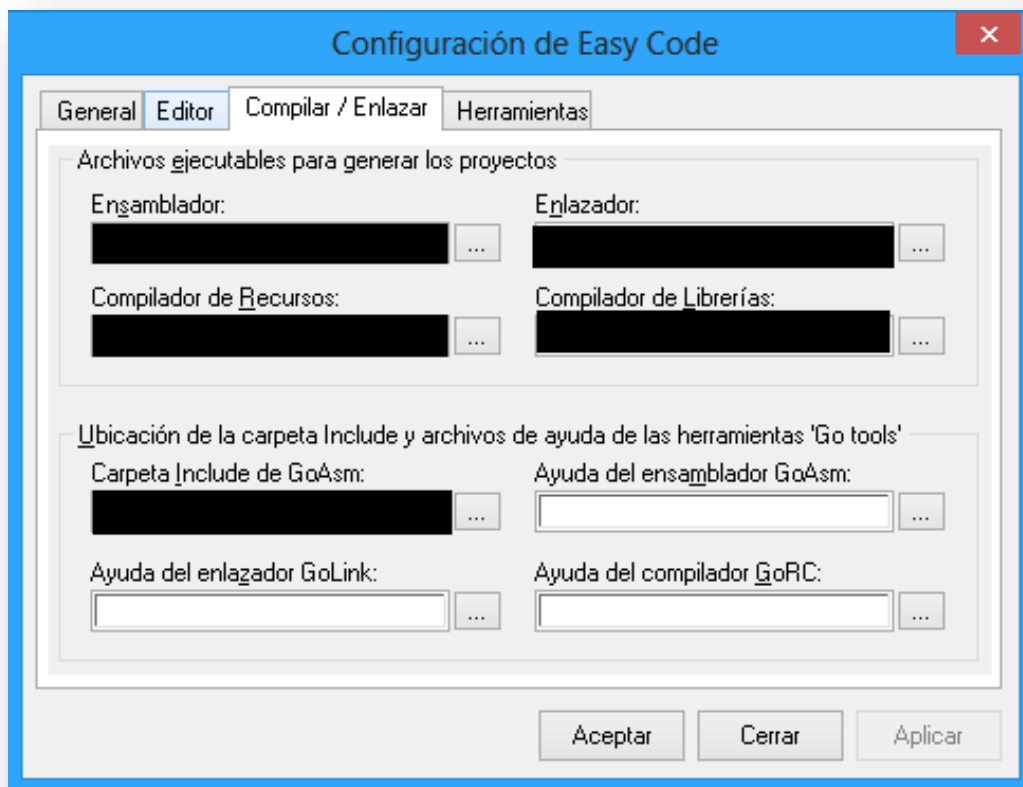 Configuración de Easy Code
General Editor Compilar / Enlazar Herramientas
Archivos ejecutables para generar los proyectos
Ensamblador: Enlazador:
... ...
Compilador de Recursos: Compilador de Librerías:
... ...
Ubicación de la carpeta Include y archivos de ayuda de las herramientas 'Go tools'
Carpeta Include de GoAsm: Ayuda del ensamblador GoAsm:
... ...
Ayuda del enlazador GoLink: Ayuda del compilador GoRC:
... ...
Aceptar Cerrar Aplicar